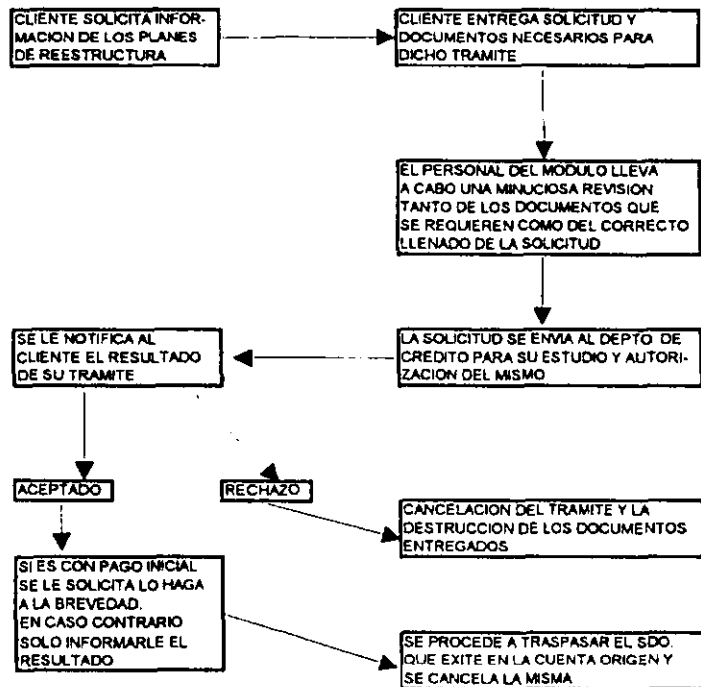 CLIENTE SOLICITA INFOR-
MACION DE LOS PLANES
DE REESTRUCTURA
CLIENTE ENTREGA SOLICITUD Y
DOCUMENTOS NECESARIOS PARA
DICHO TRAMITE
EL PERSONAL DEL MODULO LLEVA
A CABO UNA MINUCIOSA REVISION
TANTO DE LOS DOCUMENTOS QUE
SE REQUIEREN COMO DEL CORRECTO
LLENADO DE LA SOLICITUD
LA SOLICITUD SE ENVIA AL DEPTO. DE
CREDITO PARA SU ESTUDIO Y AUTORI-
ZACION DEL MISMO
SE LE NOTIFICA AL
CLIENTE EL RESULTADO
DE SU TRAMITE
ACEPTADO
RECHAZO
CANCELACION DEL TRAMITE Y LA
DESTRUCCION DE LOS DOCUMENTOS
ENTREGADOS
SI ES CON PAGO INICIAL
SE LE SOLICITA LO HAGA
A LA BREVEDAD.
EN CASO CONTRARIO
SOLO INFORMARLE EL
RESULTADO
SE PROCEDE A TRASPASAR EL SDO.
QUE EXITE EN LA CUENTA ORIGEN Y
SE CANCELA LA MISMA